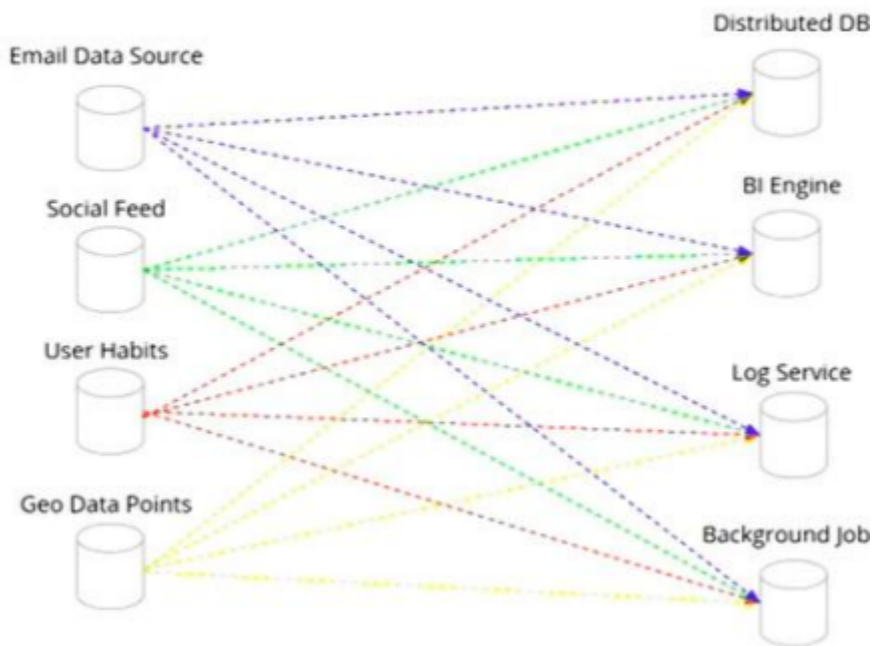 Email Data Source
Social Feed
User Habits
Geo Data Points
Distributed DB
BI Engine
Log Service
Background Job